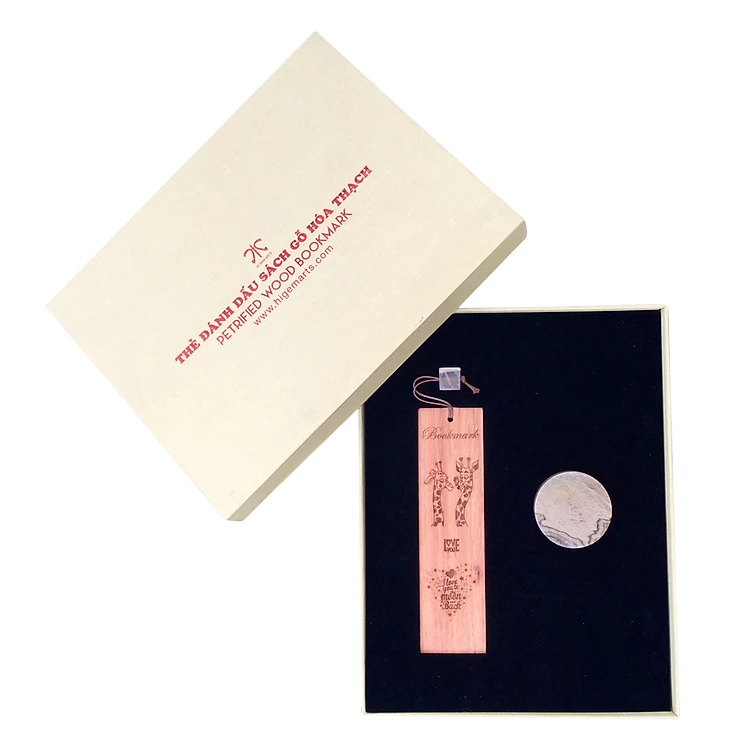 THẺ ĐÁNH DẤU SÁCH GỖ HÓA THẠCH
PETRIFIED WOOD BOOKMARK
www.higemarts.com
Bookmark
LOVE
I love
you to
the
moon
and
back